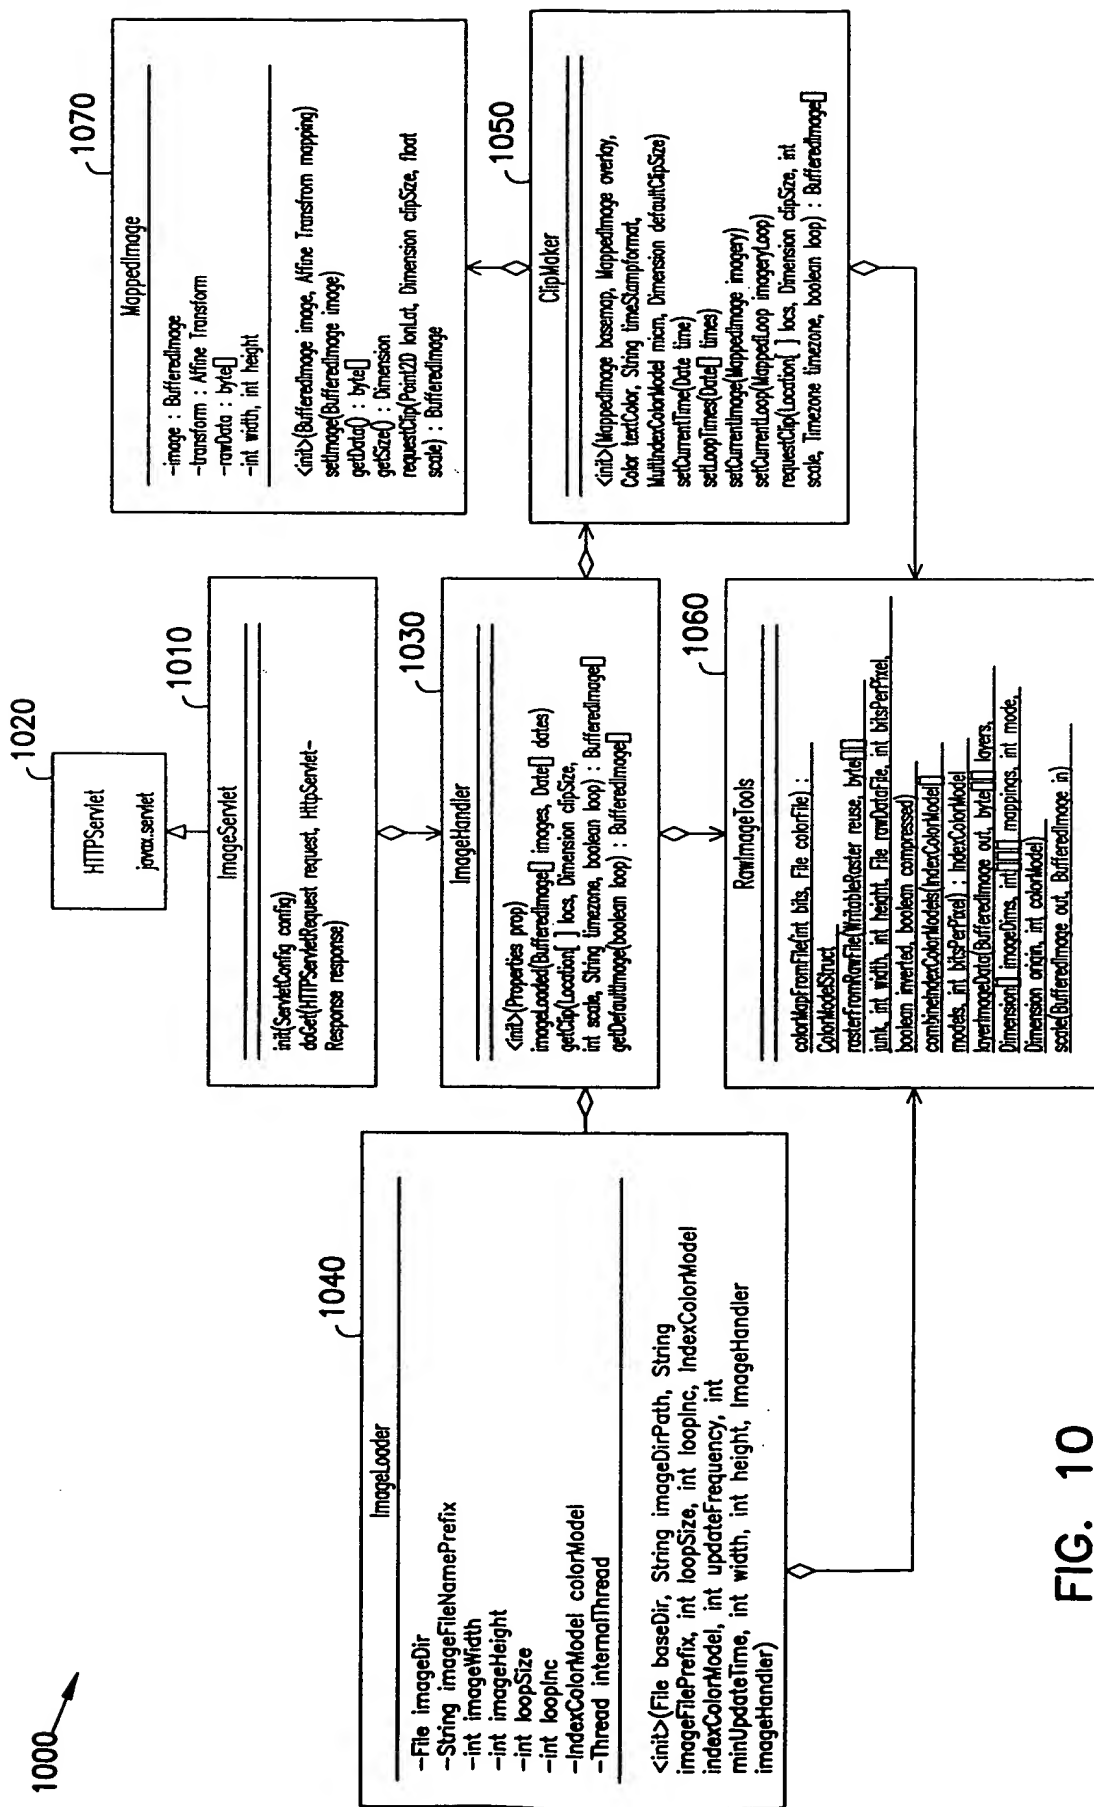 1000
1020
HTTPServlet
javax.servlet
1010
ImageServlet
init(ServletConfig config)
doGet(HTTPServletRequest request, HttpServlet-
Response response)
1030
ImageHandler
<init>(Properties prop)
imageLoaded(BufferedImage[] images, Date[] dates)
getClip(Location[ ] locs, Dimension clipSize,
int scale, String timezone, boolean loop) : BufferedImage[]
getDefaultImage(boolean loop) : BufferedImage[]
1040
ImageLoader
-File imageDir
-String imageFileNamePrefix
-int imageWidth
-int imageHeight
-int loopSize
-int loopInc
-IndexColorModel colorModel
-Thread internalThread
<init>(File baseDir, String imageDirPath, String
imageFilePrefix, int loopSize, int loopInc, IndexColorModel
indexColorModel, int updateFrequency, int
minUpdateTime, int width, int height, ImageHandler
imageHandler)
1060
RawImageTools
colorMapFromFile(int bits, File colorFile) :
ColorModelStruct
rasterFromRawFile(WritableRaster reuse, byte[][]
junk, int width, int height, File rawDataFile, int bitsPerPixel,
boolean inverted, boolean compressed)
combineIndexColorModels(IndexColorModel[]
models, int bitsPerPixel) : IndexColorModel
layerImageData(BufferedImage out, byte[][] layers,
Dimension[] imageDims, int[][][] mappings, int mode,
Dimension origin, int colorModel)
scale(BufferedImage out, BufferedImage in)
1070
MappedImage
-image : BufferedImage
-transform : Affine Transform
-rawData : byte[]
-int width, int height
<init>(BufferedImage image, Affine Transfrom mapping)
setImage(BufferedImage image)
getData() : byte[]
getSize() : Dimension
requestClip(Point2D lonLat, Dimension clipSize, float
scale) : BufferedImage
1050
ClipMaker
<init>(MappedImage basemap, MappedImage overlay,
Color textColor, String timeStampformat,
MultIndexColorModel micm, Dimension defaultClipSize)
setCurrentTime(Date time)
setLoopTimes(Date[] times)
setCurrentImage(MappedImage imagery)
setCurrentLoop(MappedLoop imageryLoop)
requestClip(Location[ ] locs, Dimension clipSize, int
scale, Timezone timezone, boolean loop) : BufferedImage[]
FIG. 10